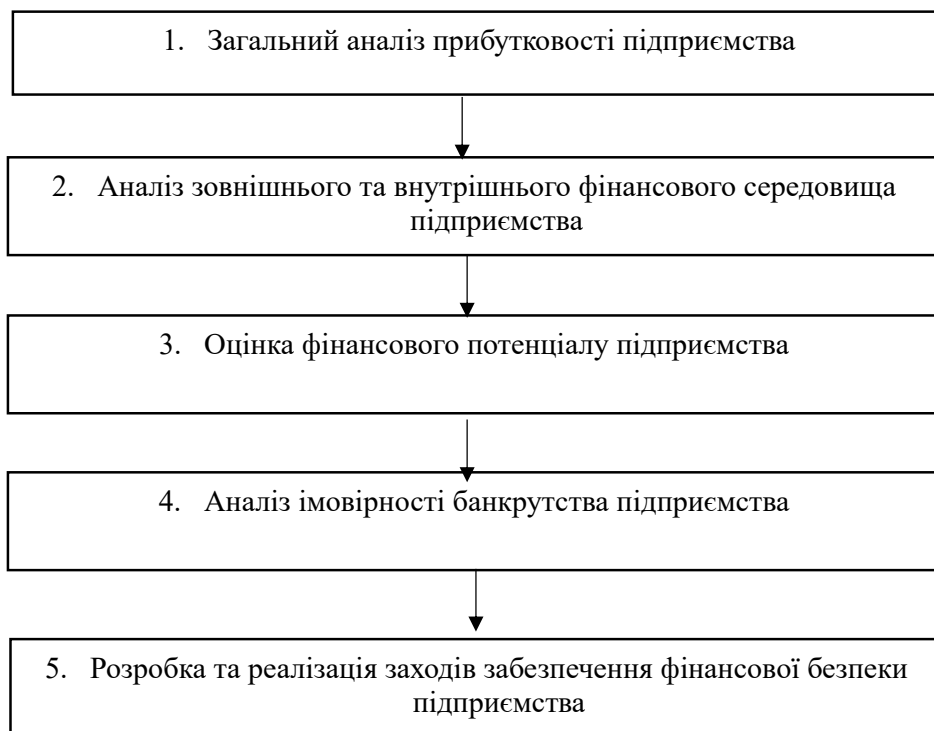 1. Загальний аналіз прибутковості підприємства
2. Аналіз зовнішнього та внутрішнього фінансового середовища
підприємства
3. Оцінка фінансового потенціалу підприємства
4. Аналіз імовірності банкрутства підприємства
5. Розробка та реалізація заходів забезпечення фінансової безпеки
підприємства